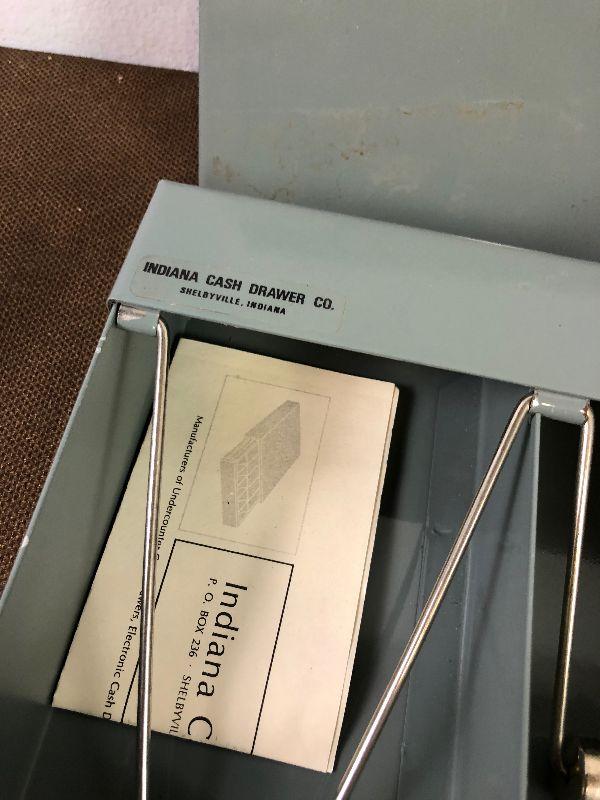 INDIANA CASH DRAWER CO.
SHELBYVILLE, INDIANA
Manufacturers of Undercounter
Indiana C
P. O. BOX 236 · SHELBYVIL
wers, Electronic Cash D